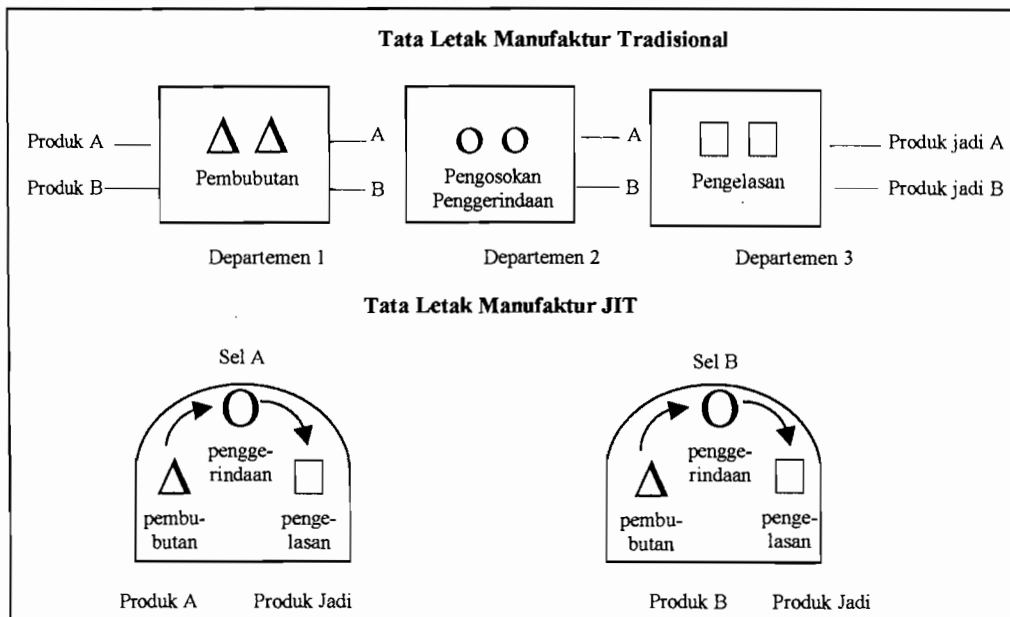 Tata Letak Manufaktur Tradisional
Produk A
Produk B
Pembubutan
A
B
Pengosokan
Penggerindaan
A
B
Pengelasan
Produk jadi A
Produk jadi B
Departemen 1
Departemen 2
Departemen 3
Tata Letak Manufaktur JIT
Sel A
pengge-
rindaan
pembu-
butan
penge-
lasan
Produk A
Produk Jadi
Sel B
pengge-
rindaan
pembu-
butan
penge-
lasan
Produk B
Produk Jadi